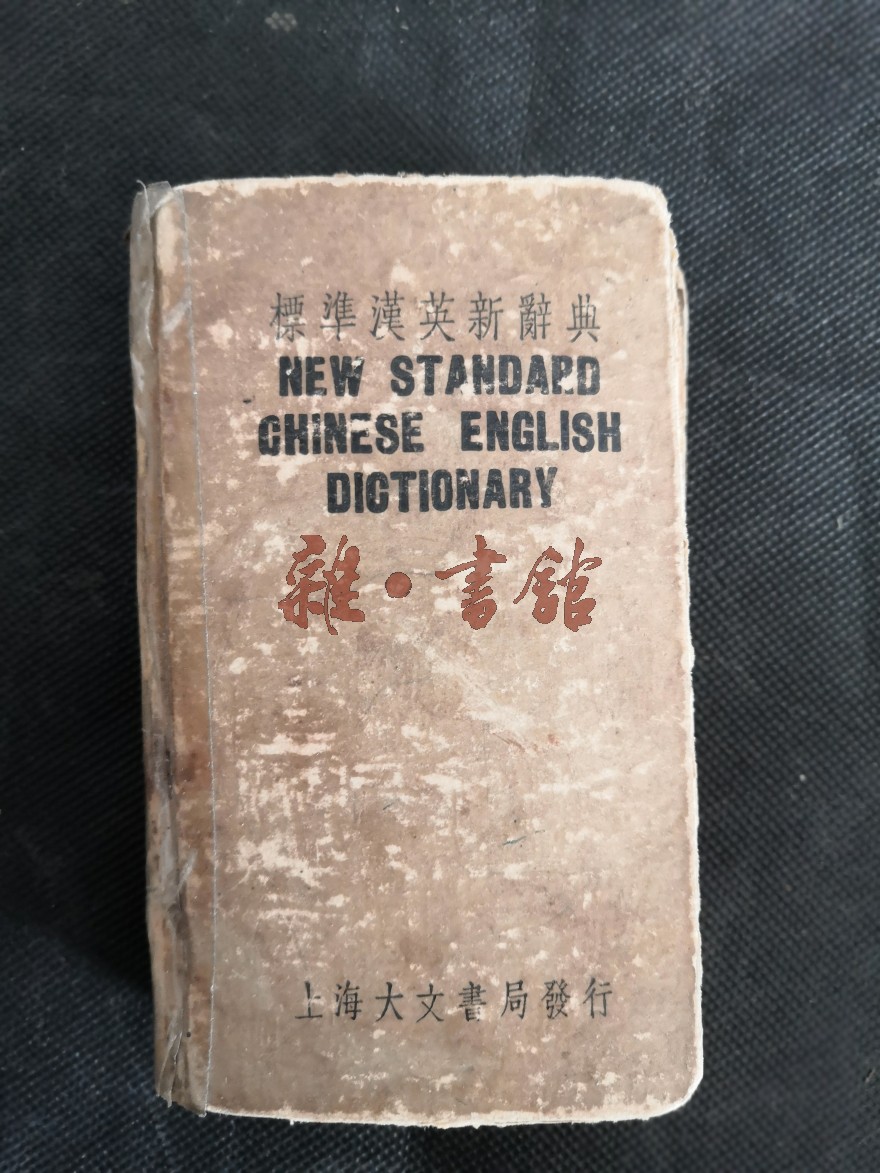 標準漢英新辭典
NEW STANDARD
CHINESE ENGLISH
DICTIONARY
雜·書館
上海大文書局發行